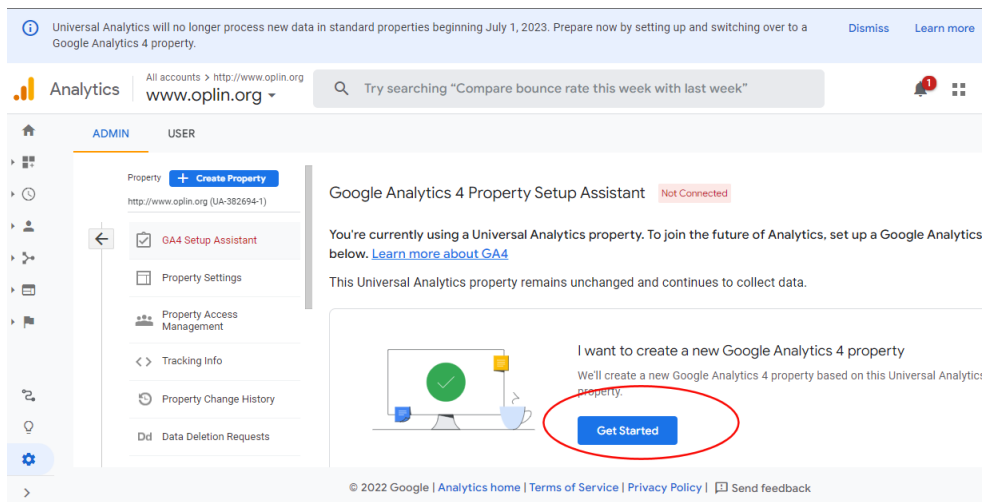 Universal Analytics will no longer process new data in standard properties beginning July 1, 2023. Prepare now by setting up and switching over to a
Google Analytics 4 property.
Dismiss
Learn more
Analytics
All accounts > http://www.oplin.org
www.oplin.org
Try searching “Compare bounce rate this week with last week”
1
ADMIN
USER
Property
+ Create Property
http://www.oplin.org (UA-382694-1)
GA4 Setup Assistant
Property Settings
Property Access
Management
< > Tracking Info
Property Change History
Dd Data Deletion Requests
Google Analytics 4 Property Setup Assistant
Not Connected
You're currently using a Universal Analytics property. To join the future of Analytics, set up a Google Analytics
below. Learn more about GA4
This Universal Analytics property remains unchanged and continues to collect data.
I want to create a new Google Analytics 4 property
We'll create a new Google Analytics 4 property based on this Universal Analytics
property.
Get Started
© 2022 Google | Analytics home | Terms of Service | Privacy Policy | Send feedback